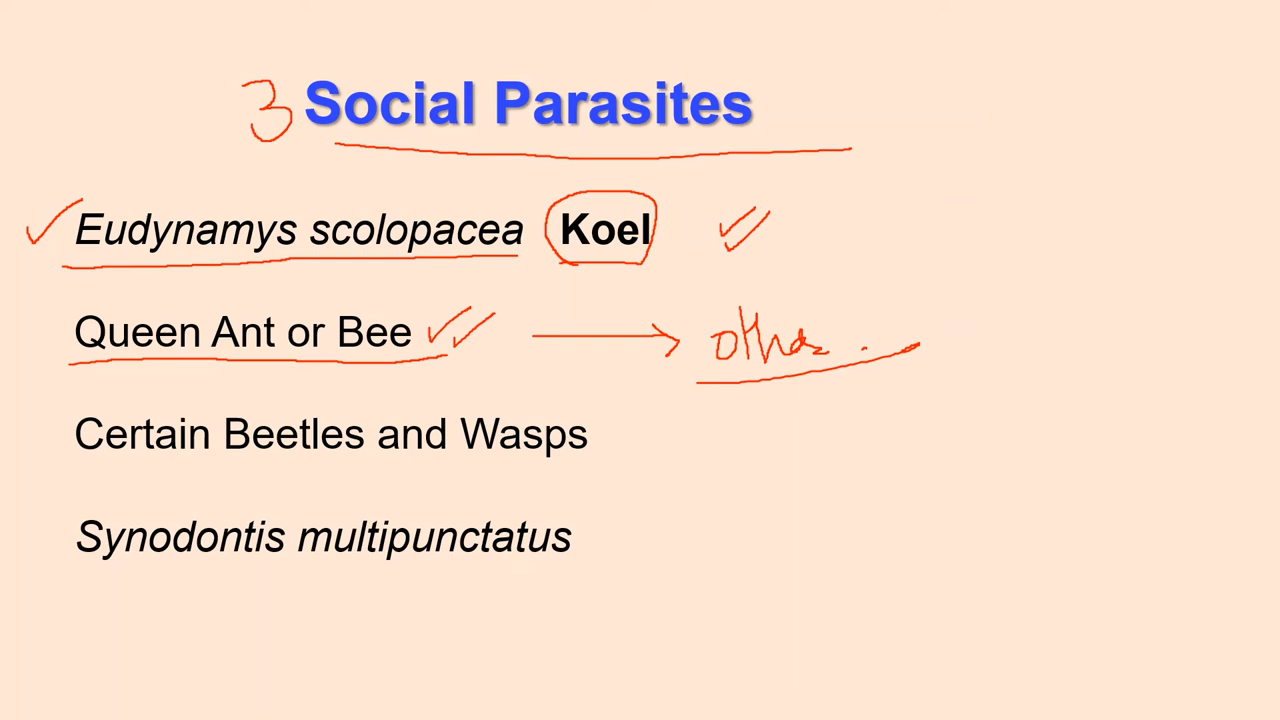 3 Social Parasites
Eudynamys scolopacea Koel
Queen Ant or Bee
Certain Beetles and Wasps
Synodontis multipunctatus